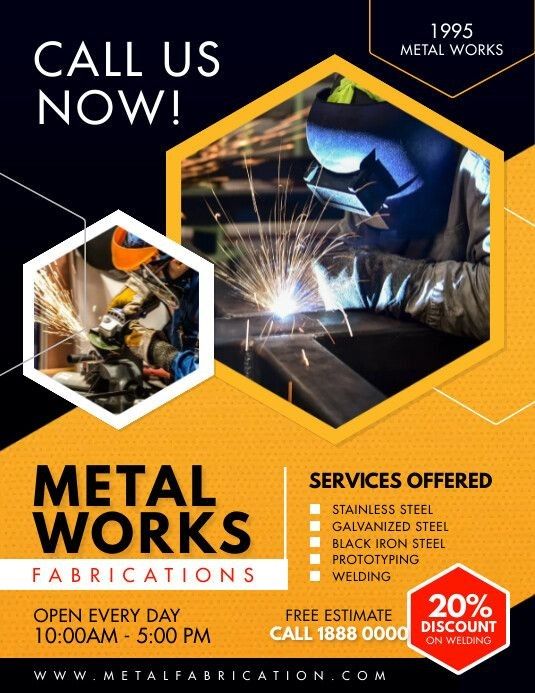 CALL US
NOW!
1995
METAL WORKS
METAL
WORKS
FABRICATIONS
SERVICES OFFERED
STAINLESS STEEL
GALVANIZED STEEL
BLACK IRON STEEL
PROTOTYPING
WELDING
OPEN EVERY DAY
10:00AM - 5:00 PM
FREE ESTIMATE
CALL 1888 0000
20%
DISCOUNT
ON WELDING
WWW.METALFABRICATION.COM